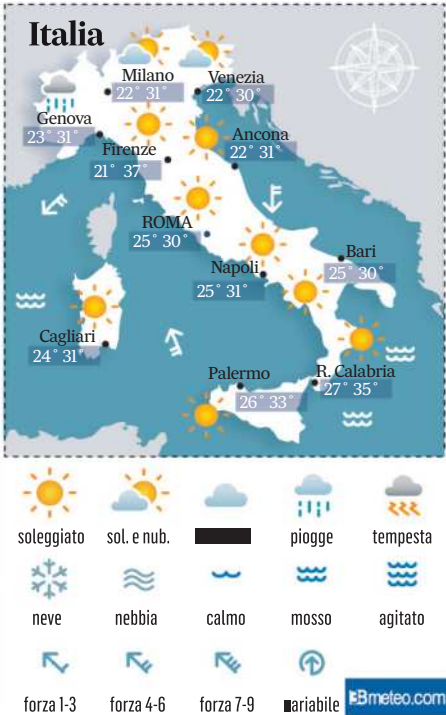 Italia
Milano
22° 31°
Venezia
22° 30°
Genova
23° 31°
Ancona
22° 31°
Firenze
21° 37°
ROMA
25° 30°
Bari
25° 30°
Napoli
25° 31°
Cagliari
24° 31°
Palermo
26° 33°
R. Calabria
27° 35°
soleggiato sol. e nub. piogge tempesta
neve nebbia calmo mosso agitato
forza 1-3 forza 4-6 forza 7-9 ariabile
3Bmeteo.com